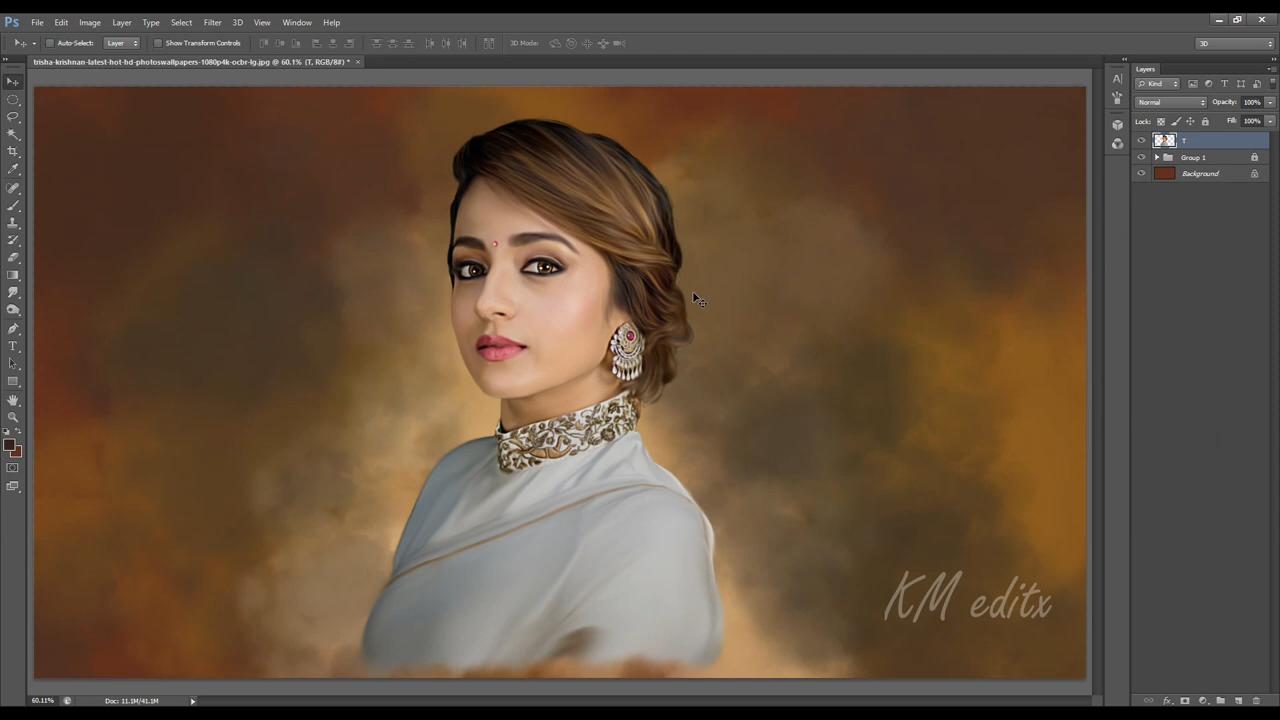 Ps File Edit Image Layer Type Select Filter 3D View Window Help
Auto-Select: Layer Show Transform Controls 3D Mode: 3D
trisha-krishnan-latest-hot-hd-photoswallpapers-1080p4k-ocbr-lg.jpg @ 60.1% (T, RGB/8#) * ×
Layers
Kind
Normal Opacity: 100%
Lock: Fill: 100%
T
Group 1
Background
KM editx
60.11% Doc: 11.1M/41.1M